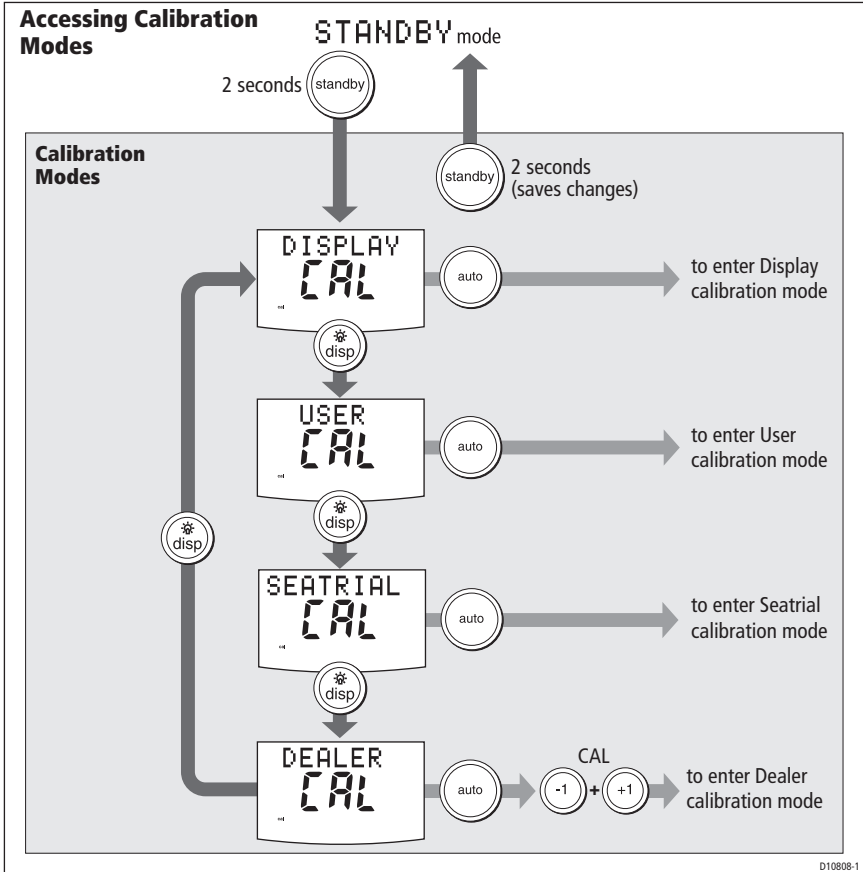 Accessing Calibration
Modes
STANDBY mode
2 seconds
standby
Calibration
Modes
standby
2 seconds
(saves changes)
DISPLAY
CAL
auto
to enter Display
calibration mode
disp
USER
CAL
auto
to enter User
calibration mode
disp
disp
SEATRIAL
CAL
auto
to enter Seatrial
calibration mode
disp
DEALER
CAL
auto
CAL
-1 + +1
to enter Dealer
calibration mode
D10808-1